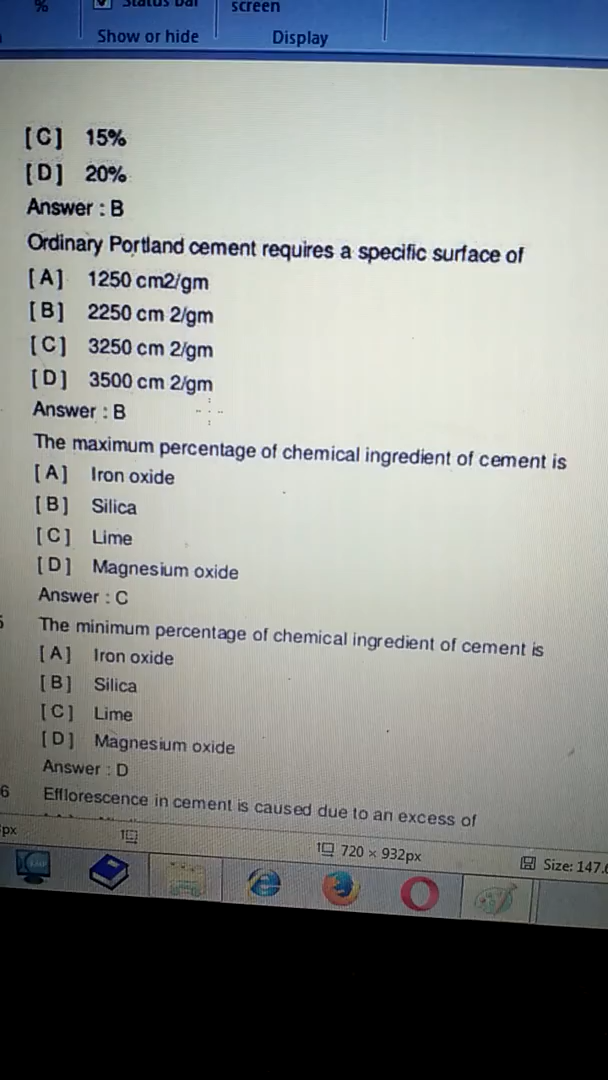 %
Status bar
screen
Show or hide
Display
[C] 15%
[D] 20%
Answer : B
Ordinary Portland cement requires a specific surface of
[A] 1250 cm2/gm
[B] 2250 cm 2/gm
[C] 3250 cm 2/gm
[D] 3500 cm 2/gm
Answer : B
The maximum percentage of chemical ingredient of cement is
[A] Iron oxide
[B] Silica
[C] Lime
[D] Magnesium oxide
Answer : C
The minimum percentage of chemical ingredient of cement is
[A] Iron oxide
[B] Silica
[C] Lime
[D] Magnesium oxide
Answer : D
6 Efflorescence in cement is caused due to an excess of
px
720 × 932px
Size: 147.